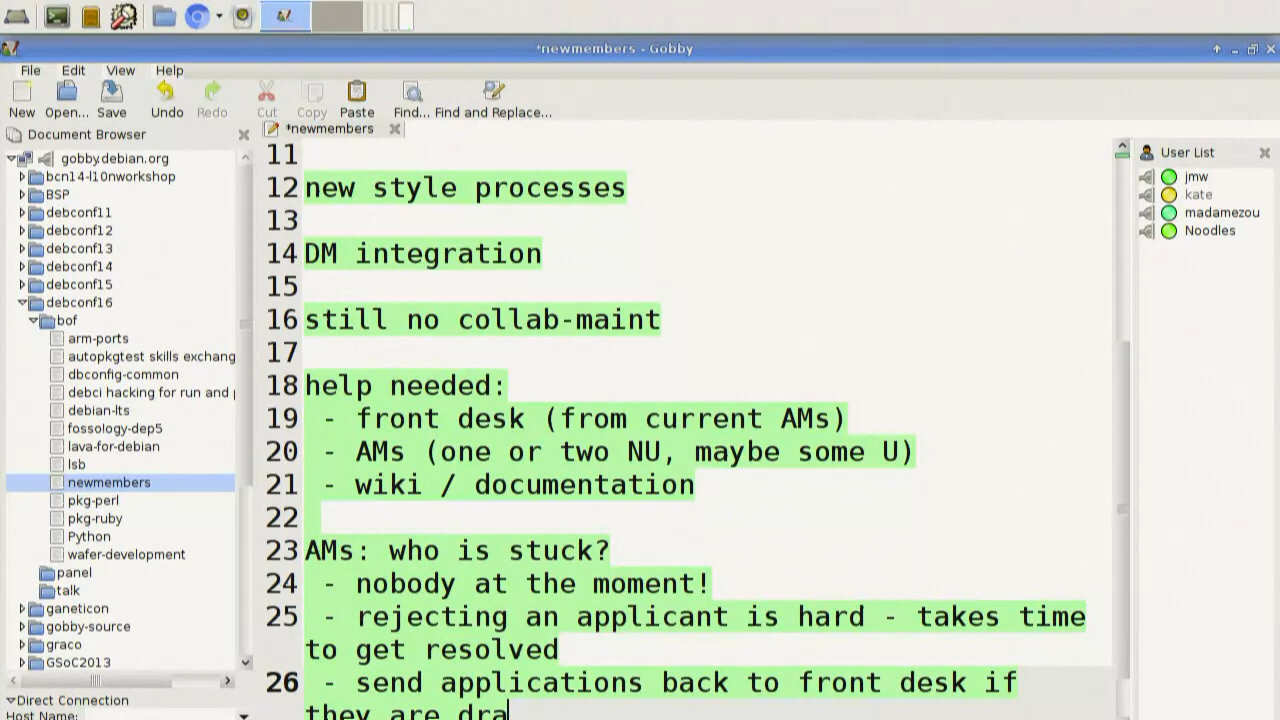 *newmembers - Gobby
File Edit View Help
New Open... Save Undo Redo Cut Copy Paste Find... Find and Replace...
Document Browser
*newmembers
User List
gobby.debian.org
bcn14-l10nworkshop
BSP
debconf11
debconf12
debconf13
debconf14
debconf15
debconf16
bof
arm-ports
autopkgtest skills exchang
dbconfig-common
debci hacking for run and
debian-lts
fossology-dep5
lava-for-debian
lsb
newmembers
pkg-perl
pkg-ruby
Python
wafer-development
panel
talk
ganeticon
gobby-source
graco
GSoC2013
Direct Connection
Host Name:
11
12 new style processes
13
14 DM integration
15
16 still no collab-maint
17
18 help needed:
19 - front desk (from current AMs)
20 - AMs (one or two NU, maybe some U)
21 - wiki / documentation
22
23 AMs: who is stuck?
24 - nobody at the moment!
25 - rejecting an applicant is hard - takes time
to get resolved
26 - send applications back to front desk if
they are dra
jmw
kate
madamezou
Noodles